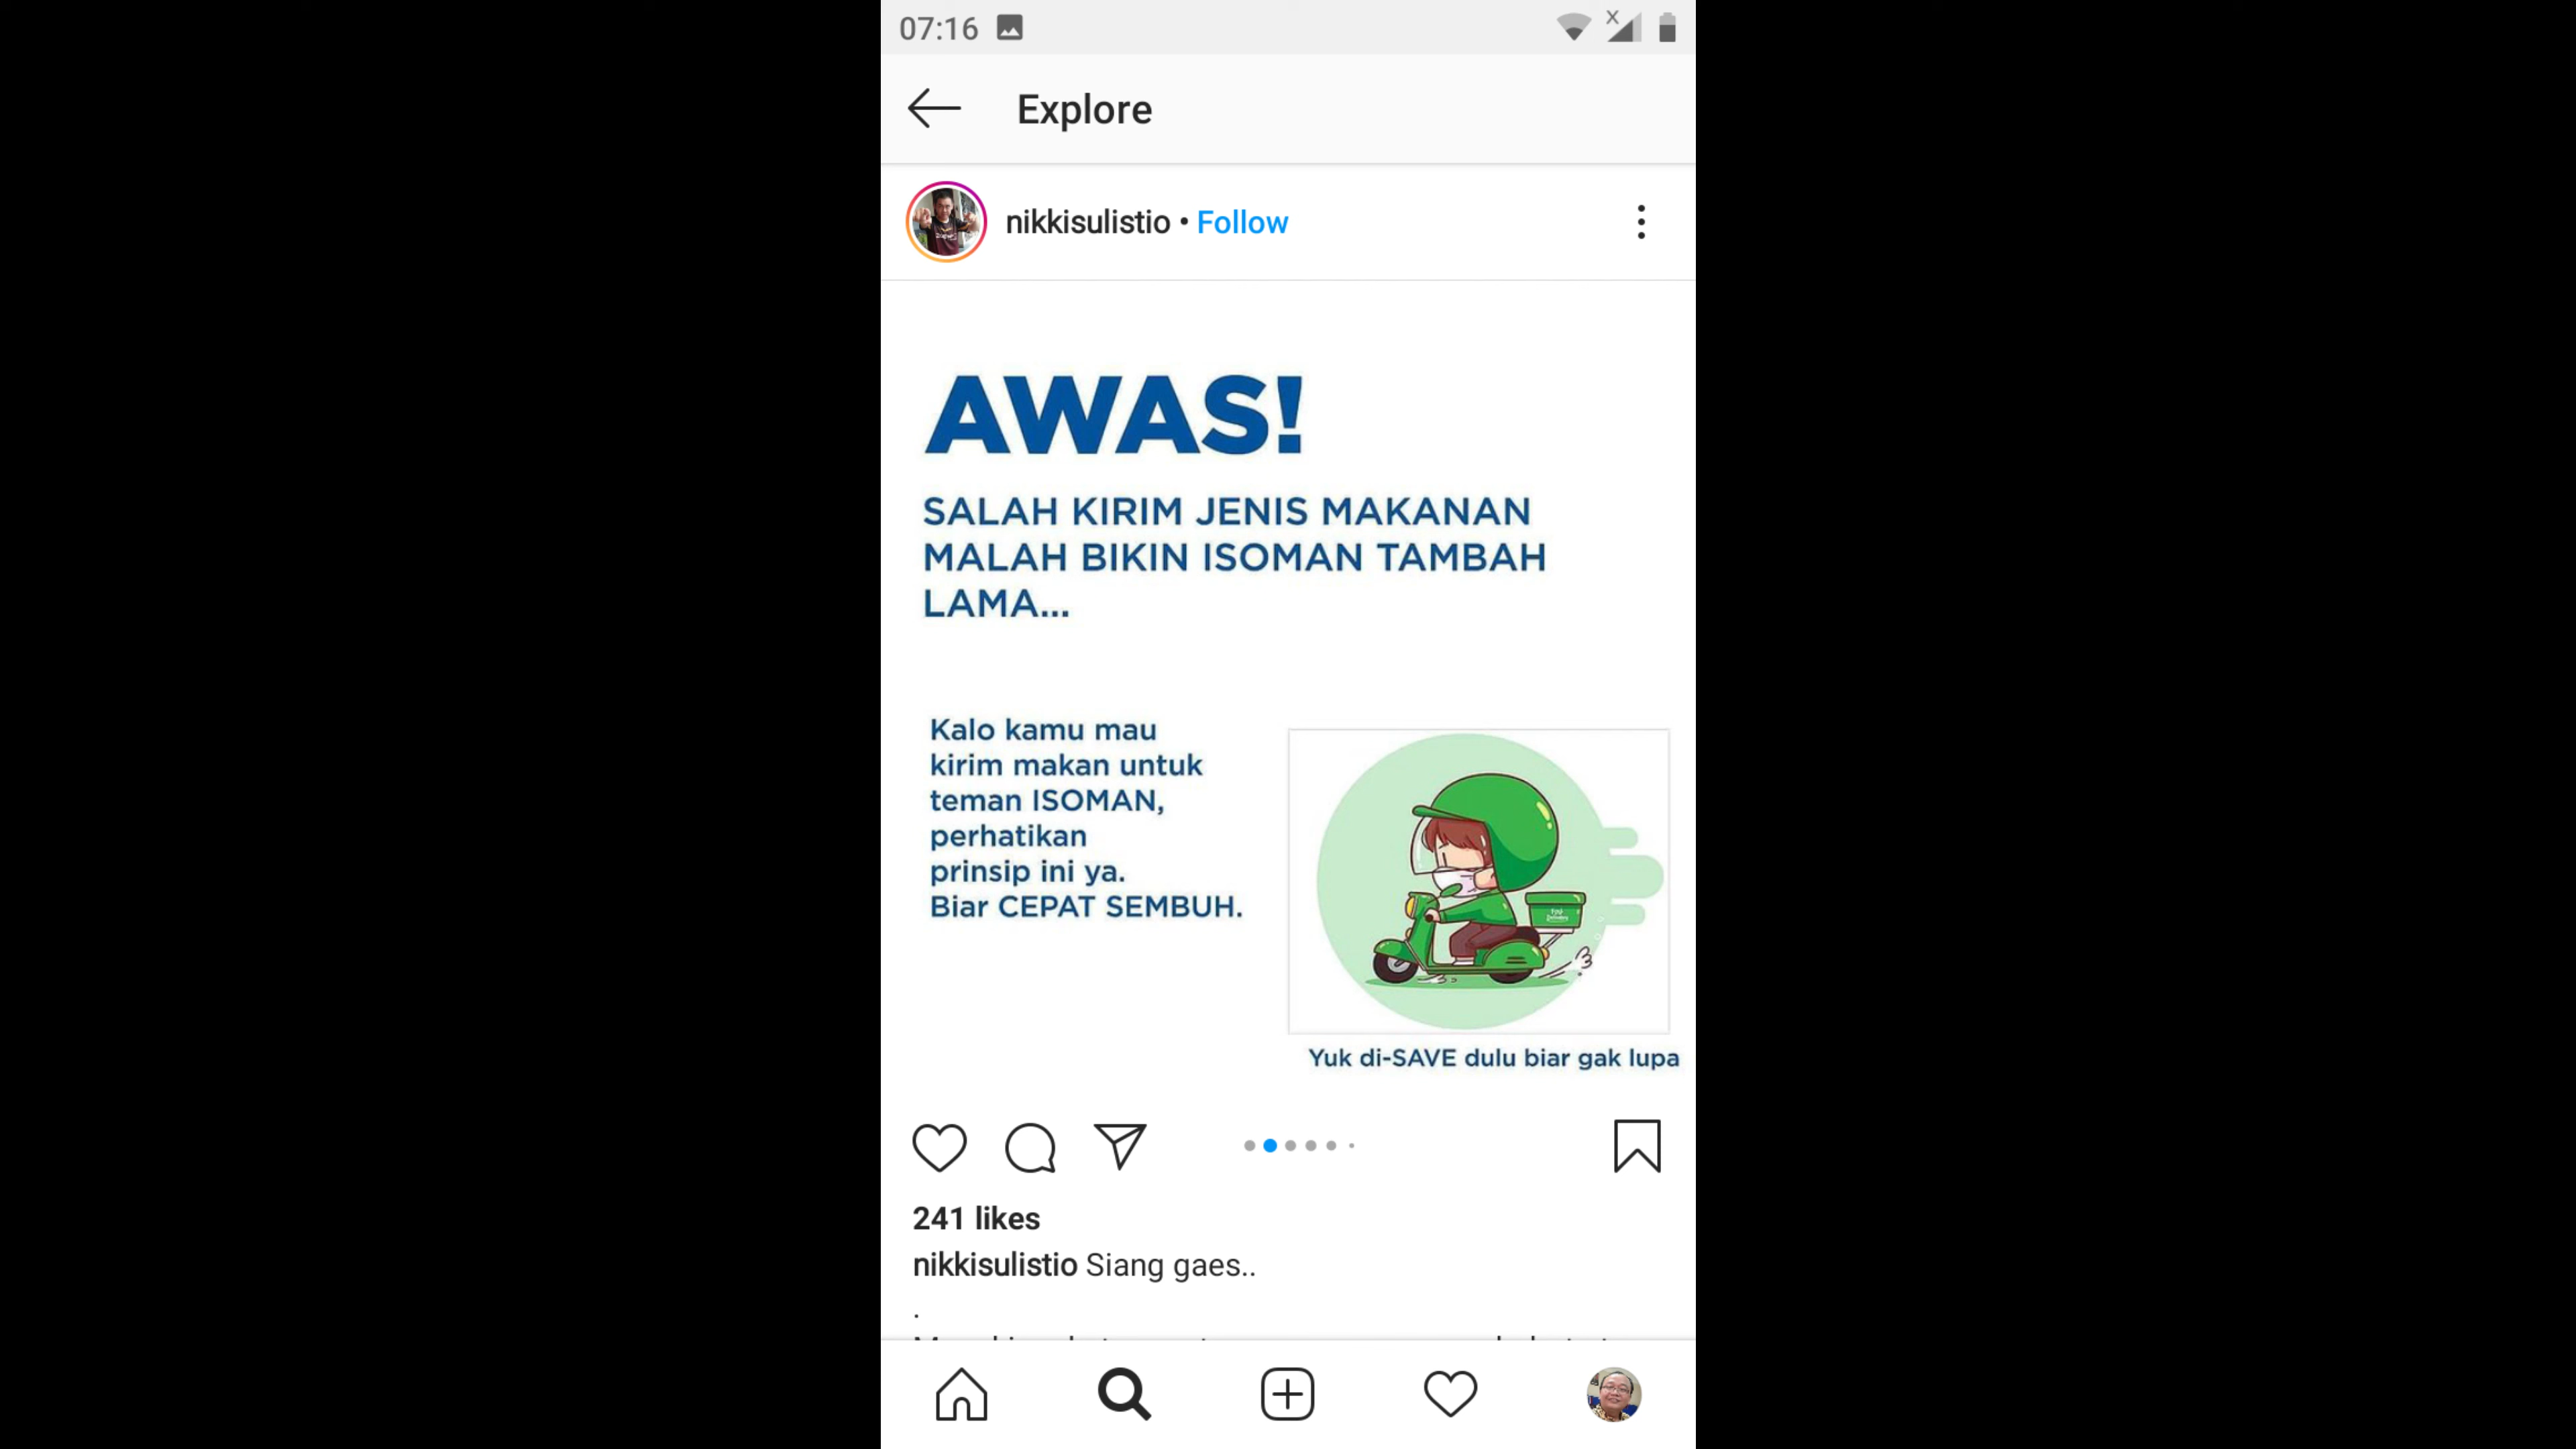 07:16
Explore
nikkisulistio • Follow
AWAS!
SALAH KIRIM JENIS MAKANAN
MALAH BIKIN ISOMAN TAMBAH
LAMA...
Kalo kamu mau
kirim makan untuk
teman ISOMAN,
perhatikan
prinsip ini ya.
Biar CEPAT SEMBUH.
Yuk di-SAVE dulu biar gak lupa
241 likes
nikkisulistio Siang gaes..
.